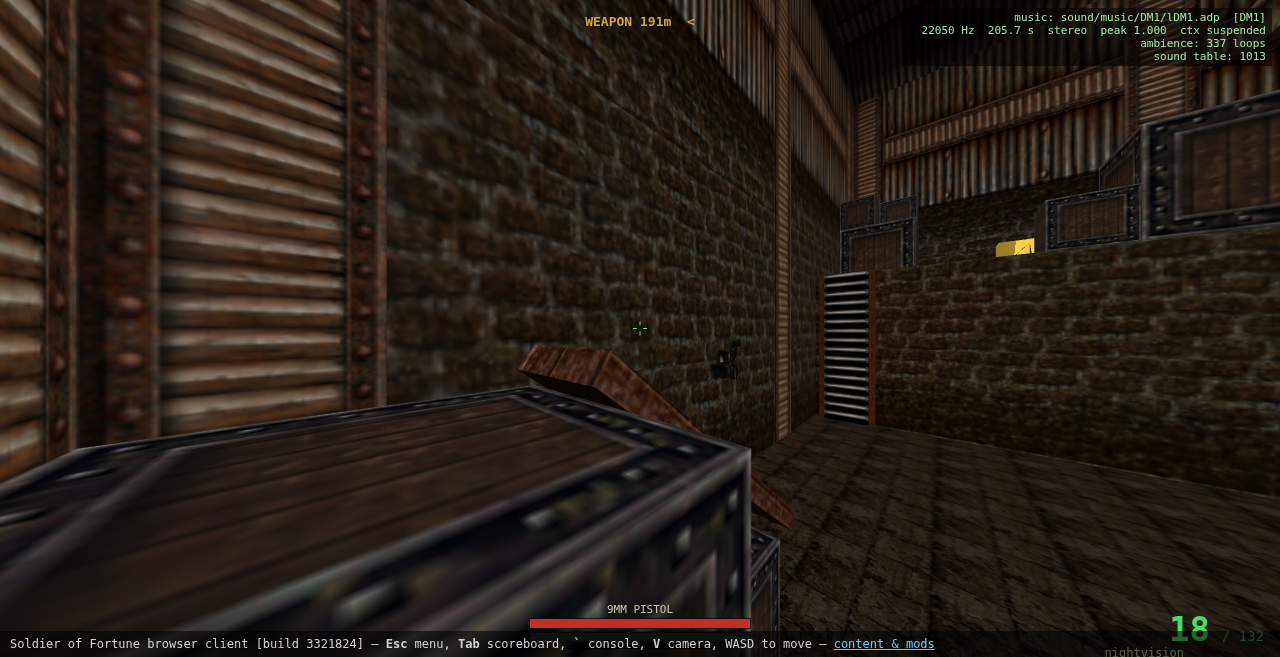 WEAPON 191m <
music: sound/music/DM1/lDM1.adp [DM1]
22050 Hz 205.7 s stereo peak 1.000 ctx suspended
ambience: 337 loops
sound table: 1013
9MM PISTOL
18 / 132
Soldier of Fortune browser client [build 3321824] — Esc menu, Tab scoreboard, ` console, V camera, WASD to move — content & mods
nightvision